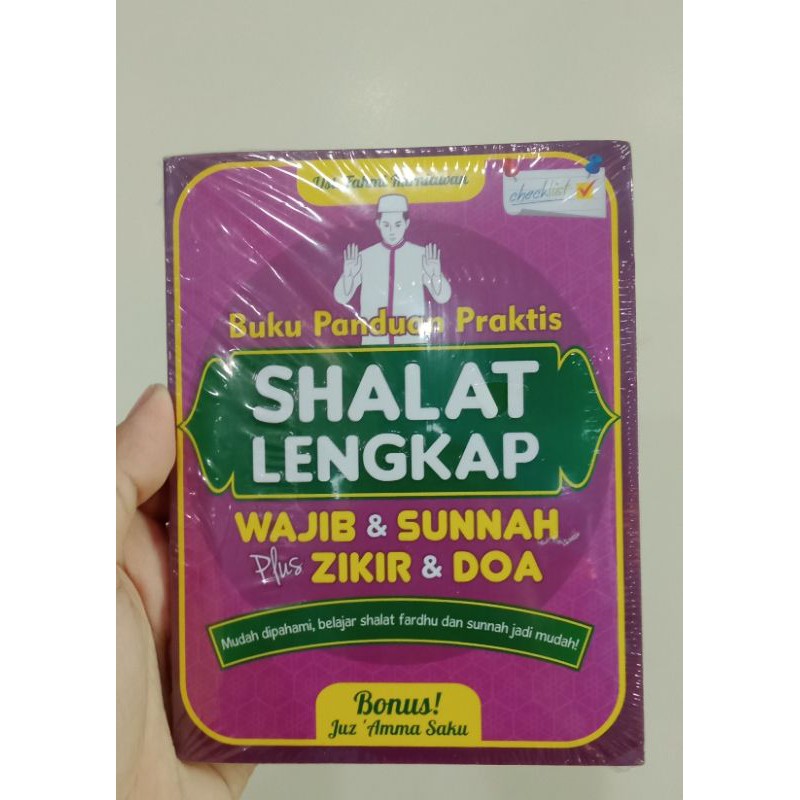 Ust. Fahmi Kurniawan
checklist
Buku Panduan Praktis
SHALAT
LENGKAP
WAJIB & SUNNAH
Plus ZIKIR & DOA
Mudah dipahami, belajar shalat fardhu dan sunnah jadi mudah!
Bonus!
Juz 'Amma Saku